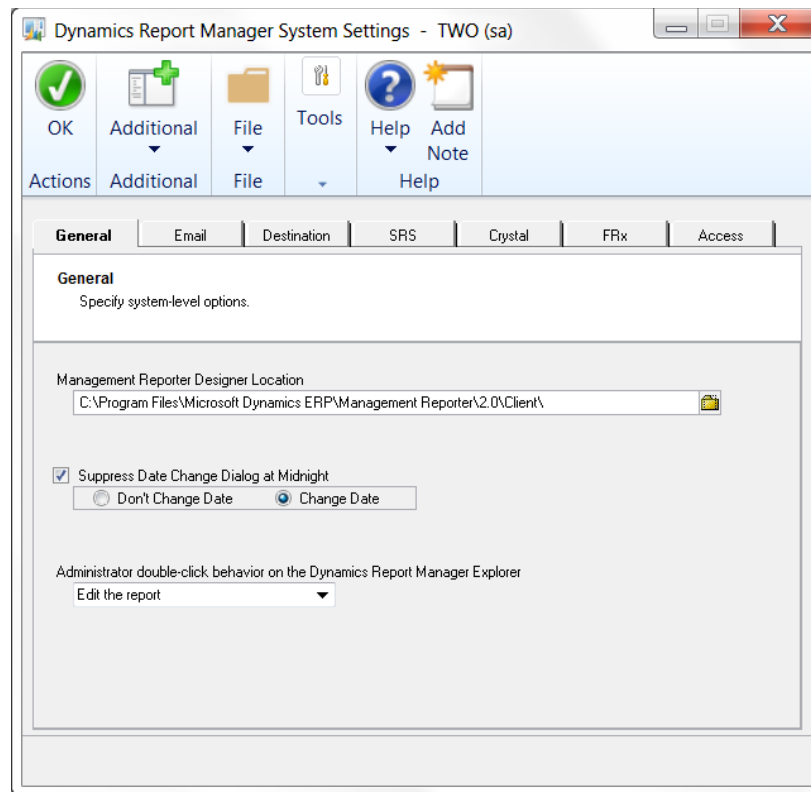 Dynamics Report Manager System Settings - TWO (sa)
OK
Additional
File
Tools
Help
Add Note
Actions
Additional
File
Help
General
Email
Destination
SRS
Crystal
FRx
Access
General
Specify system-level options.
Management Reporter Designer Location
C:\Program Files\Microsoft Dynamics ERP\Management Reporter\2.0\Client\
Suppress Date Change Dialog at Midnight
Don't Change Date
Change Date
Administrator double-click behavior on the Dynamics Report Manager Explorer
Edit the report